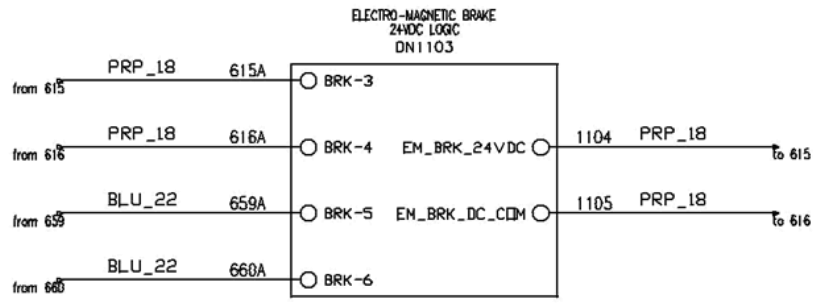 ELECTRO-MAGNETIC BRAKE
24VDC LOGIC
DN1103
from 615 PRP_18 615A BRK-3
from 616 PRP_18 616A BRK-4 EM_BRK_24VDC 1104 PRP_18 to 615
from 659 BLU_22 659A BRK-5 EM_BRK_DC_COM 1105 PRP_18 to 616
from 660 BLU_22 660A BRK-6